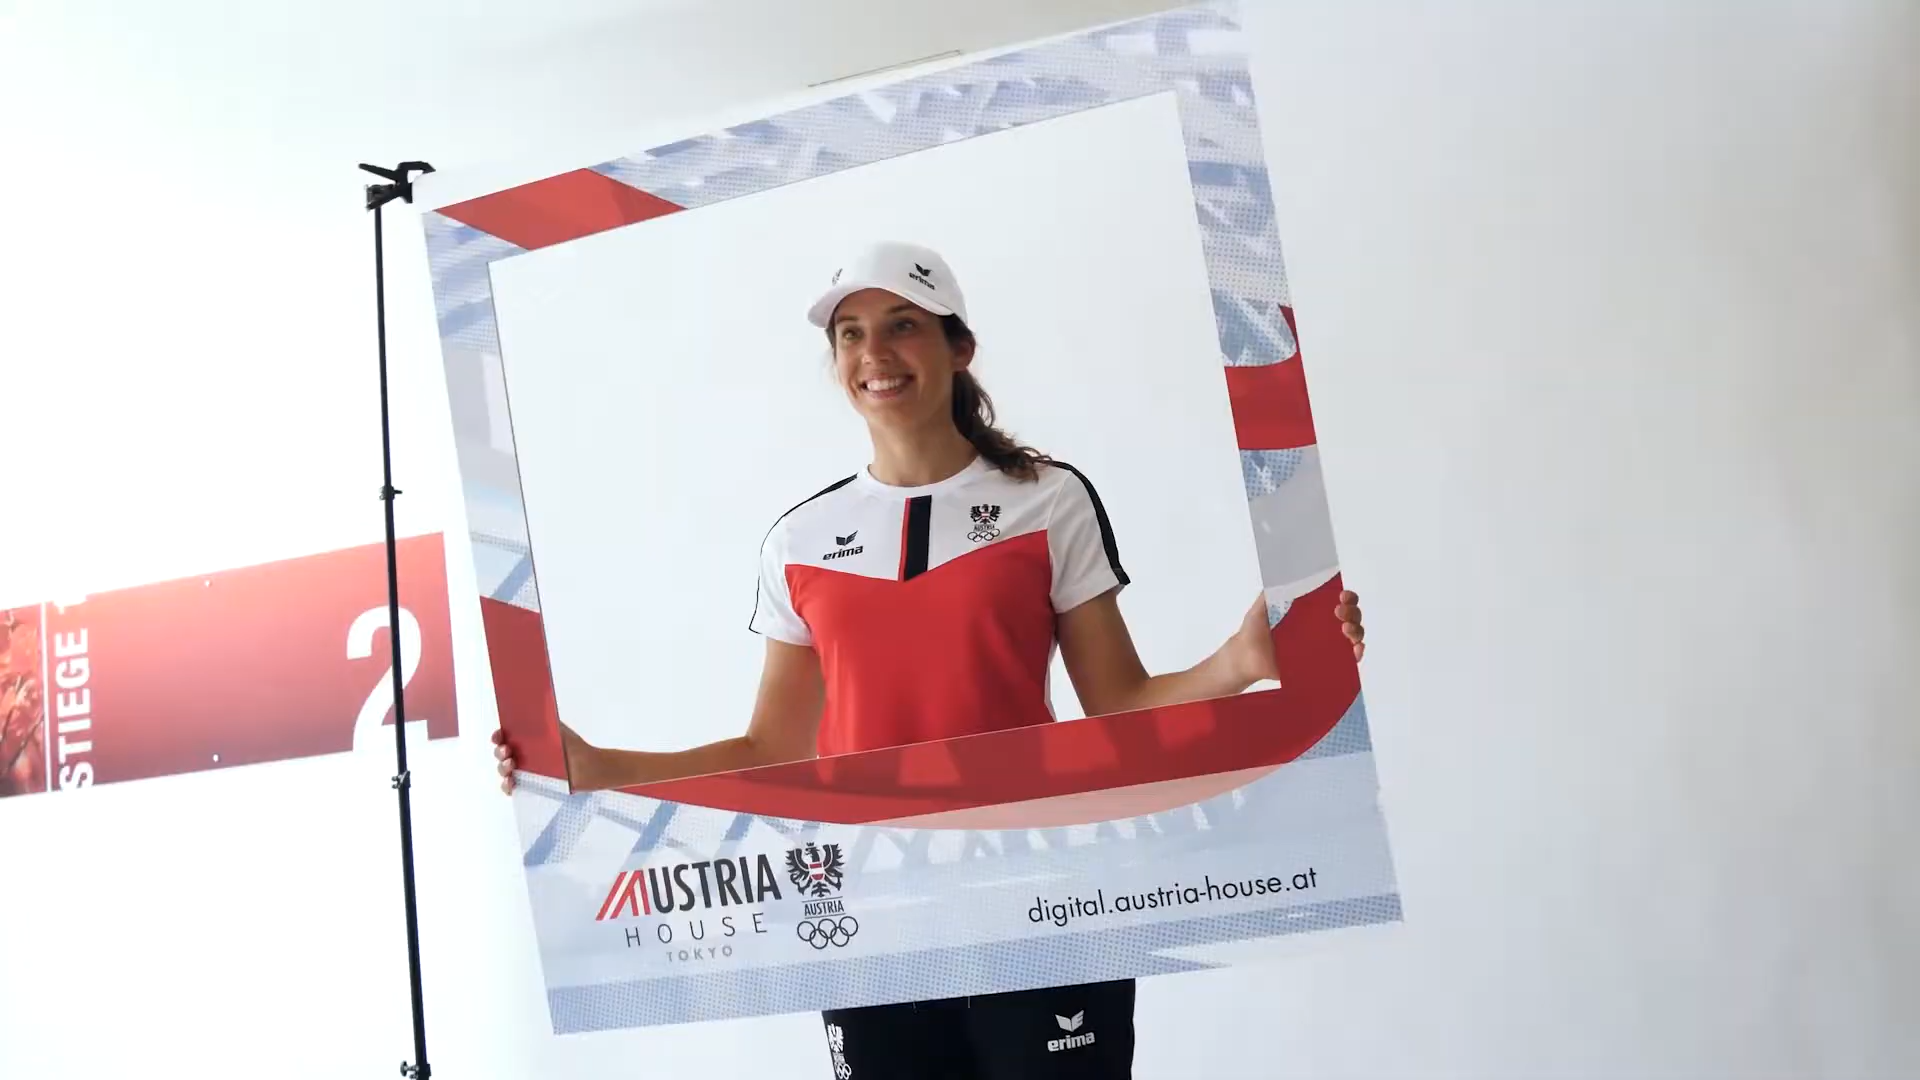 erima
erima
AUSTRIA
STIEGE
2
AUSTRIA
HOUSE
TOKYO
AUSTRIA
digital.austria-house.at
erima